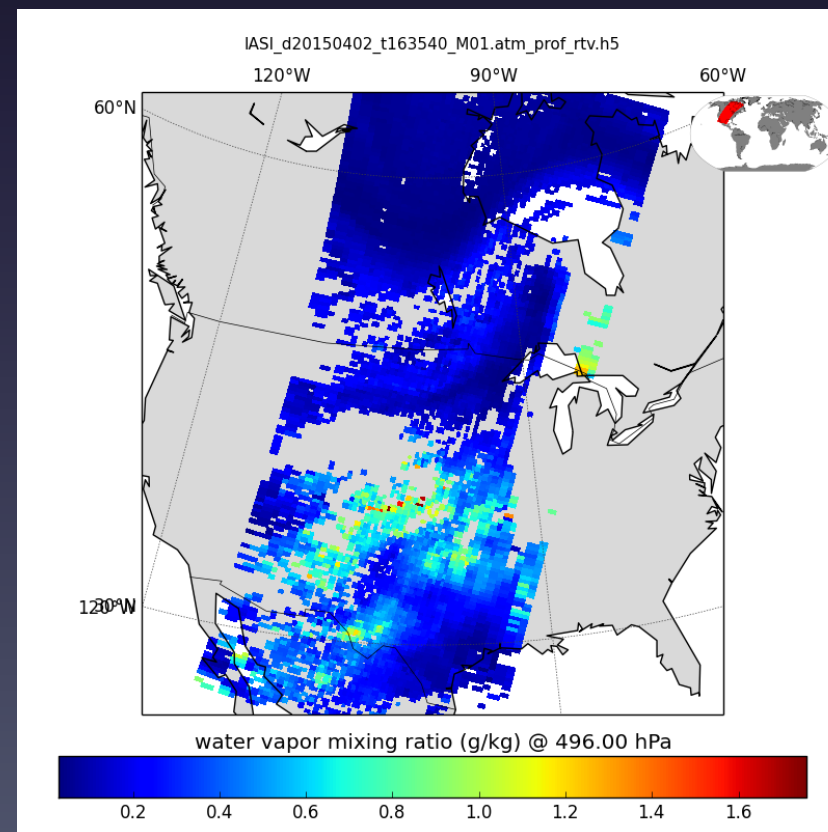 IASI_d20150402_t163540_M01.atm_prof_rtv.h5
120°W 90°W 60°W
60°N
120°W
water vapor mixing ratio (g/kg) @ 496.00 hPa
0.2 0.4 0.6 0.8 1.0 1.2 1.4 1.6